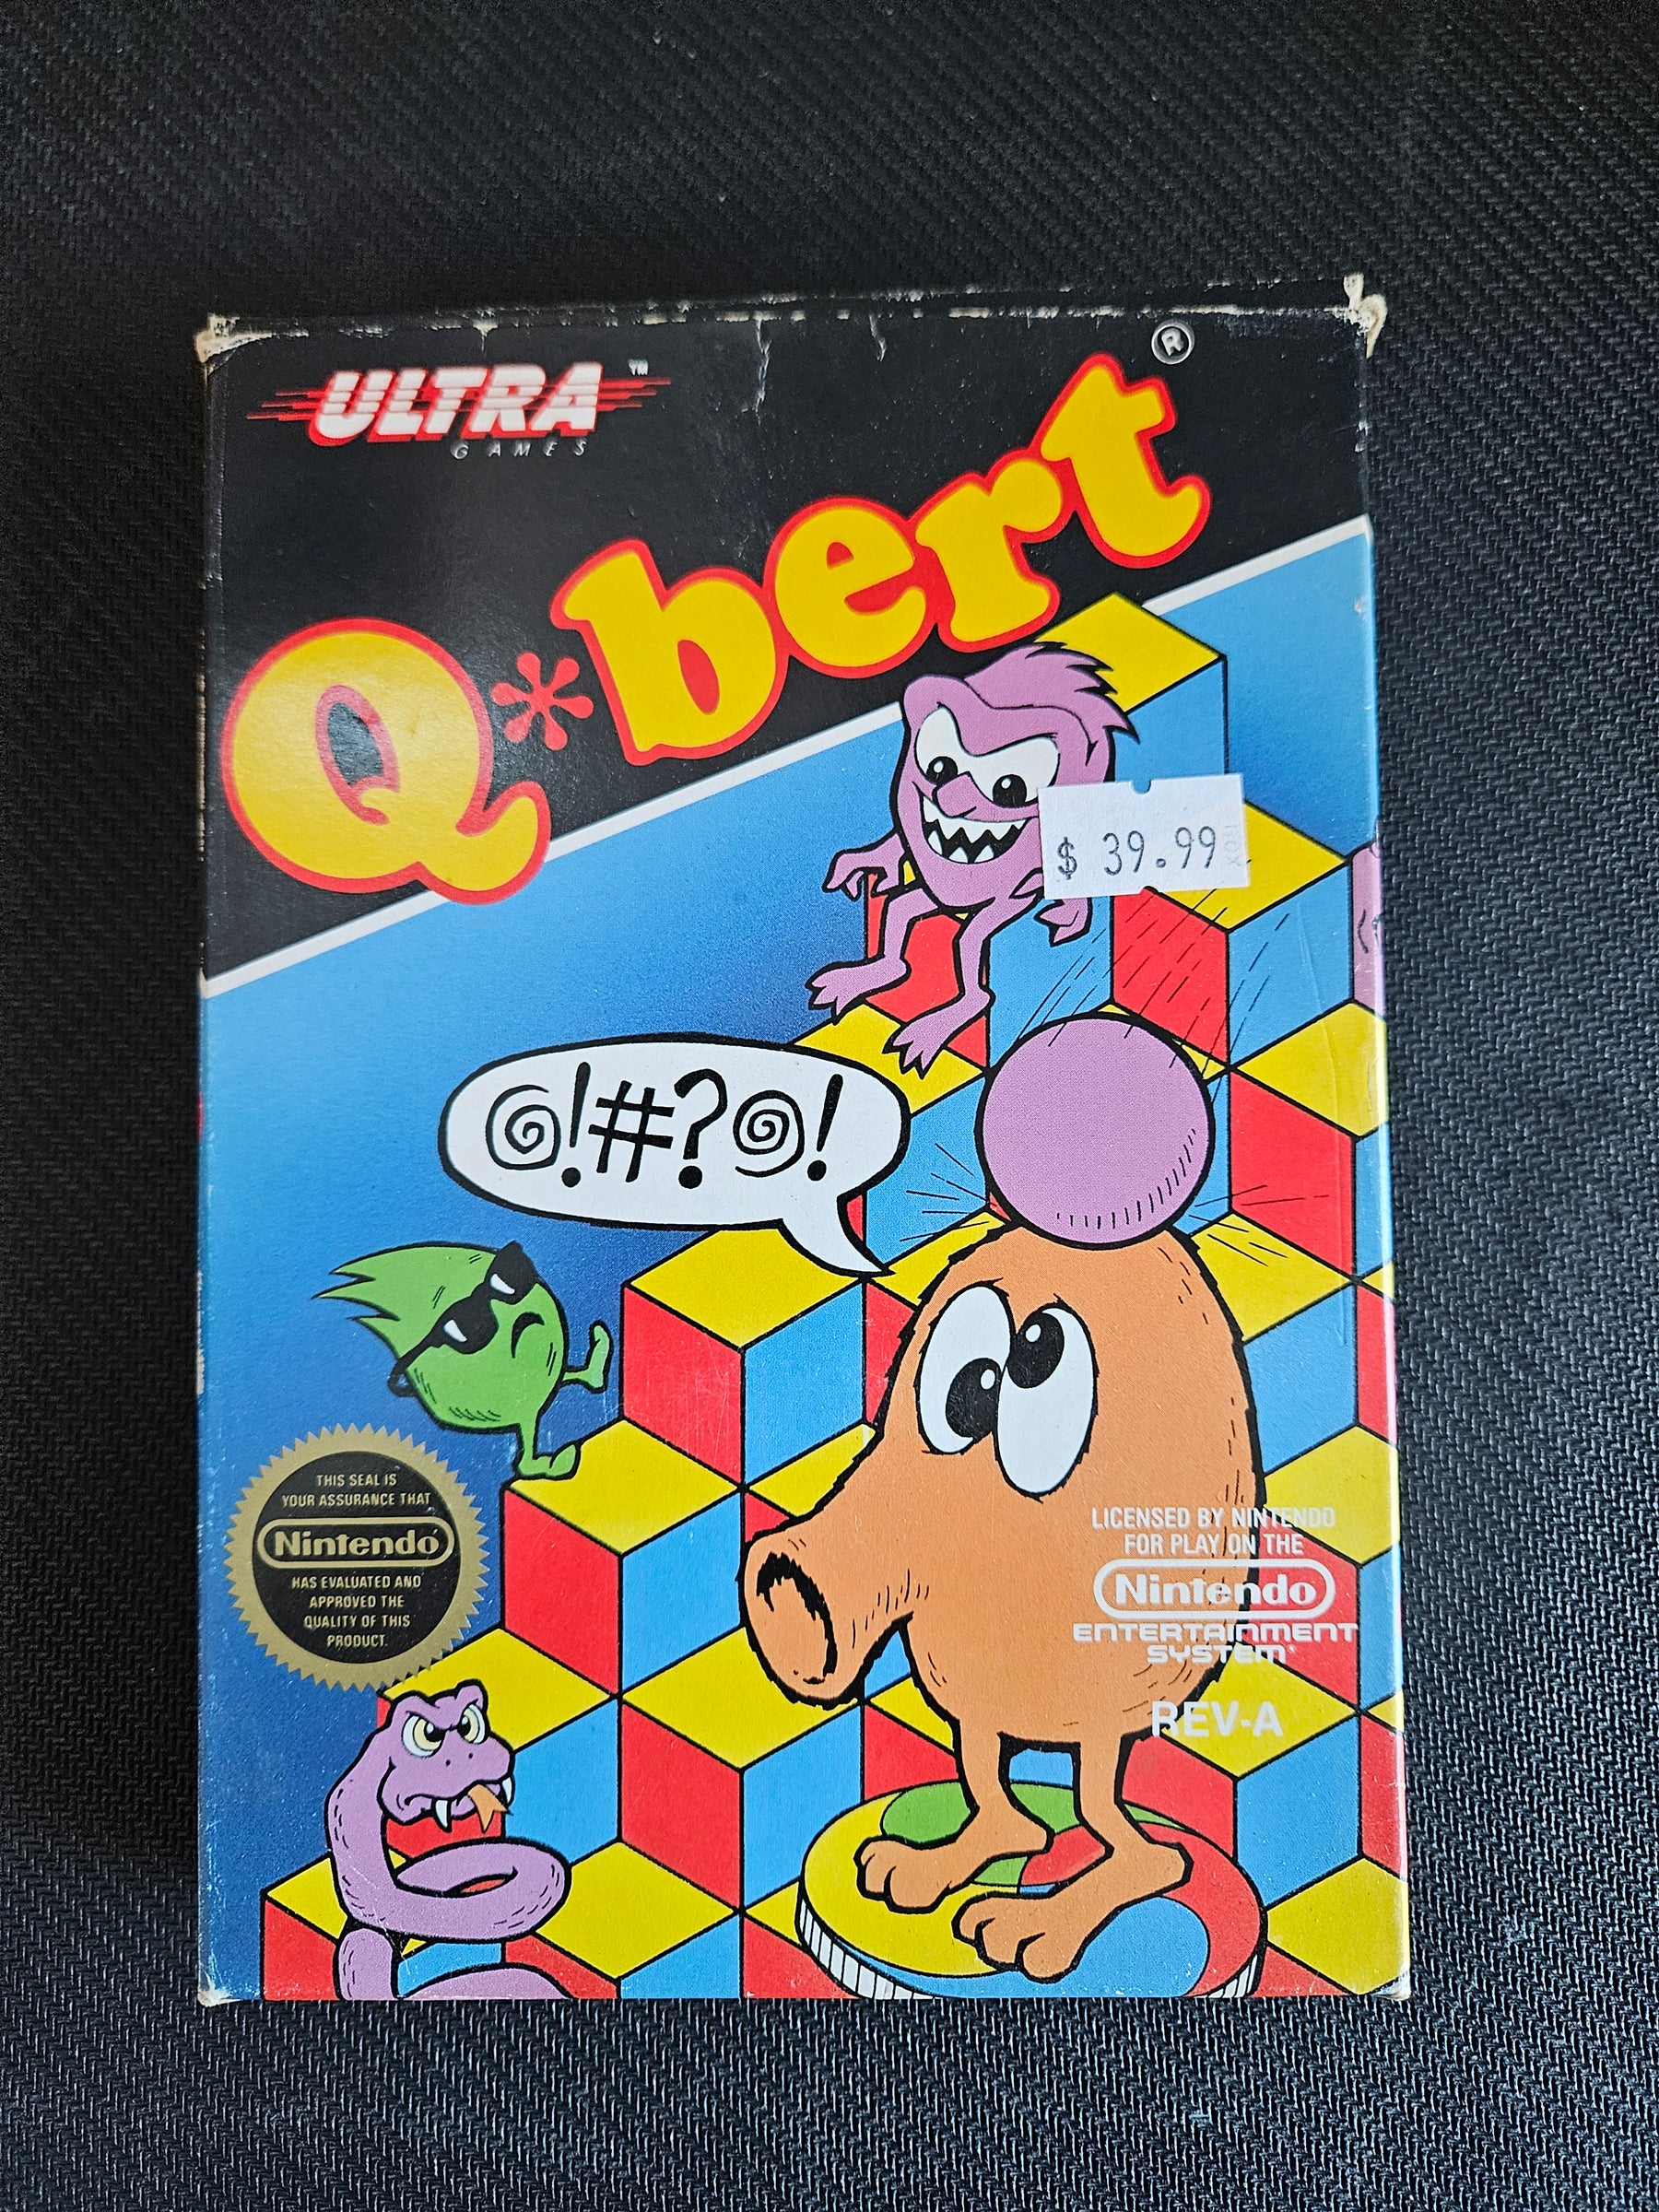 ULTRA™
GAMES
®
Q*bert
$ 39.99
@!#?@!
THIS SEAL IS
YOUR ASSURANCE THAT
Nintendo®
HAS EVALUATED AND
APPROVED THE
QUALITY OF THIS
PRODUCT.
LICENSED BY NINTENDO
FOR PLAY ON THE
Nintendo
ENTERTAINMENT
SYSTEM®
REV-A